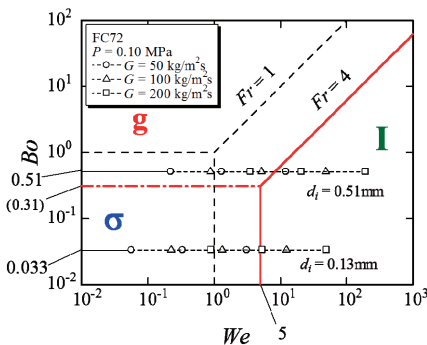 10²
FC72
P = 0.10 MPa
G = 50 kg/m²s
G = 100 kg/m²s
G = 200 kg/m²s
Fr = 1
Fr = 4
g
I
10¹
10⁰
Bo
0.51
(0.31)
dᵢ = 0.51mm
10⁻¹
σ
0.033
dᵢ = 0.13mm
10⁻²
10⁻² 10⁻¹ 10⁰ 10¹ 10² 10³
We
5